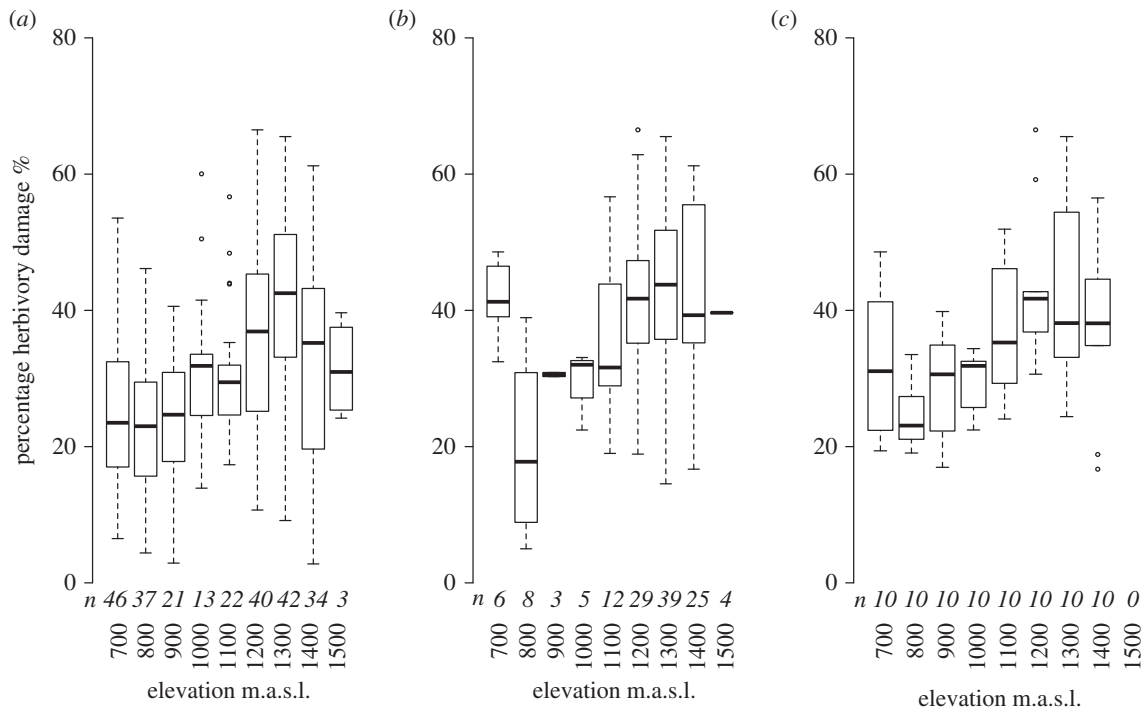 (a) (b) (c)
80 80 80
60 60 60
40 40 40
20 20 20
0 0 0
percentage herbivory damage %
n 46 37 21 13 22 40 42 34 3
n 6 8 3 5 12 29 39 25 4
n 10 10 10 10 10 10 10 10 0
700 800 900 1000 1100 1200 1300 1400 1500
700 800 900 1000 1100 1200 1300 1400 1500
700 800 900 1000 1100 1200 1300 1400 1500
elevation m.a.s.l. elevation m.a.s.l. elevation m.a.s.l.